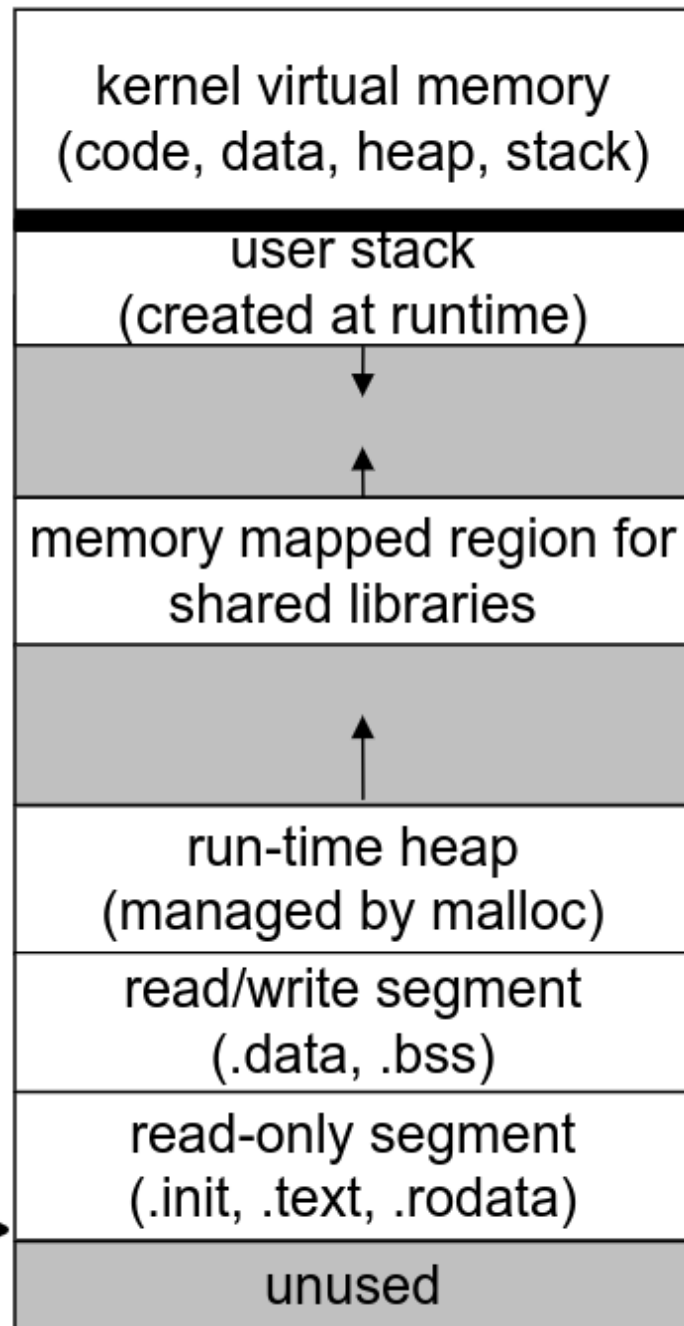 kernel virtual memory
(code, data, heap, stack)
user stack
(created at runtime)
memory mapped region for
shared libraries
run-time heap
(managed by malloc)
read/write segment
(.data, .bss)
read-only segment
(.init, .text, .rodata)
unused